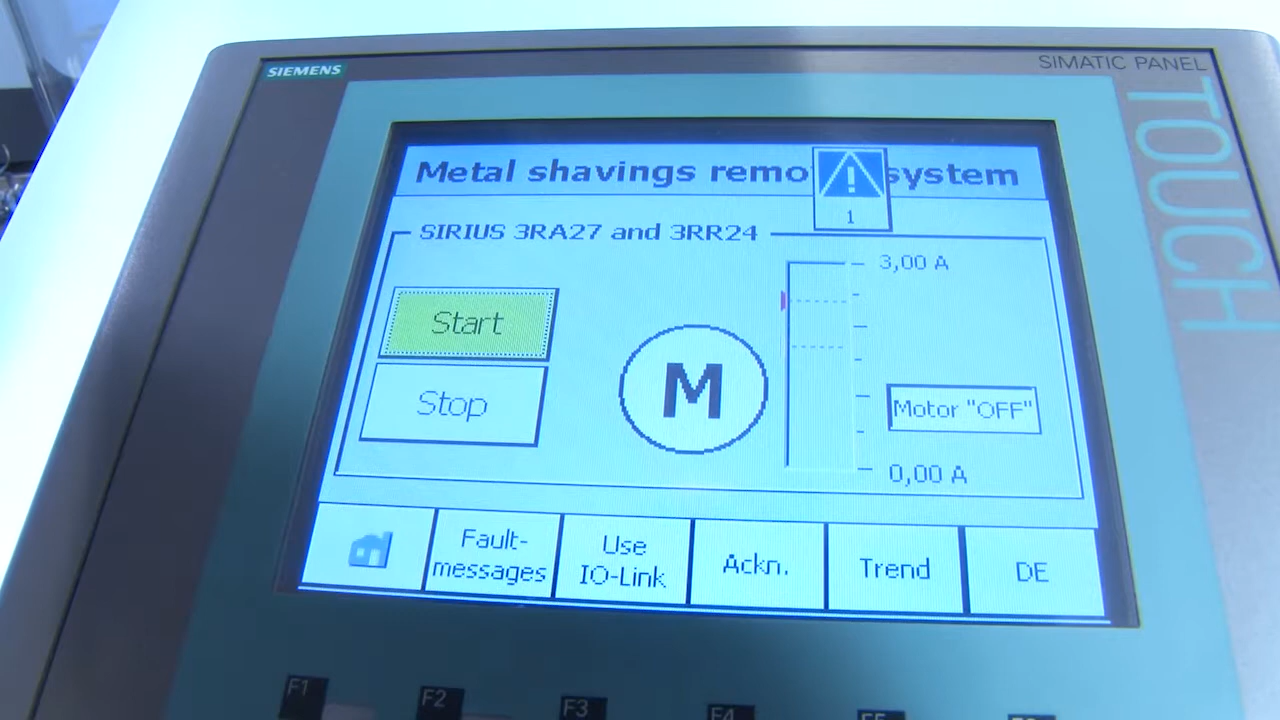 SIEMENS
SIMATIC PANEL
TOUCH
Metal shavings remo system
1
SIRIUS 3RA27 and 3RR24
3,00 A
Start
M
Stop
Motor "OFF"
0,00 A
Fault-
messages
Use
IO-Link
Ackn.
Trend
DE
F1
F2
F3
F4